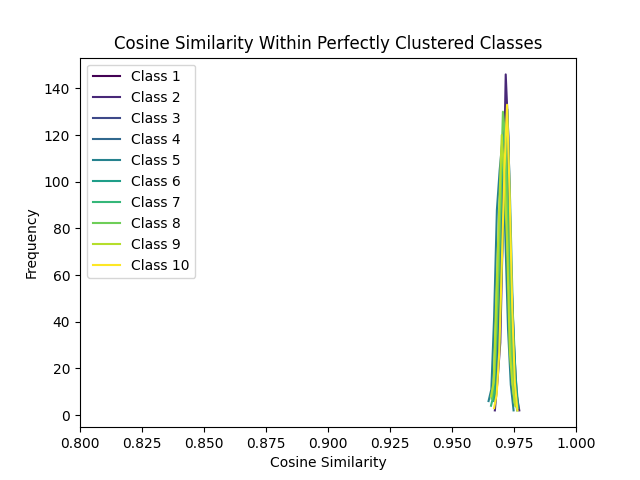 Cosine Similarity Within Perfectly Clustered Classes
140
120
100
80
60
40
20
0
Frequency
Class 1
Class 2
Class 3
Class 4
Class 5
Class 6
Class 7
Class 8
Class 9
Class 10
0.800 0.825 0.850 0.875 0.900 0.925 0.950 0.975 1.000
Cosine Similarity